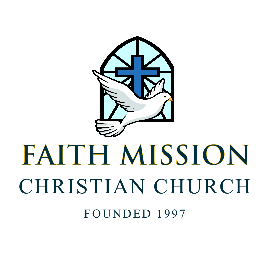 FAITH MISSION
CHRISTIAN CHURCH
FOUNDED 1997